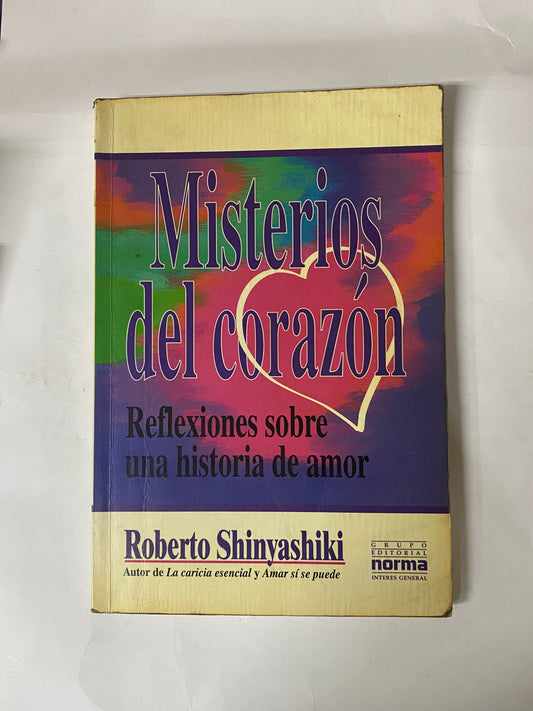 Misterios
del corazón
Reflexiones sobre
una historia de amor
Roberto Shinyashiki
Autor de La caricia esencial y Amar sí se puede
GRUPO
EDITORIAL
norma
INTERES GENERAL